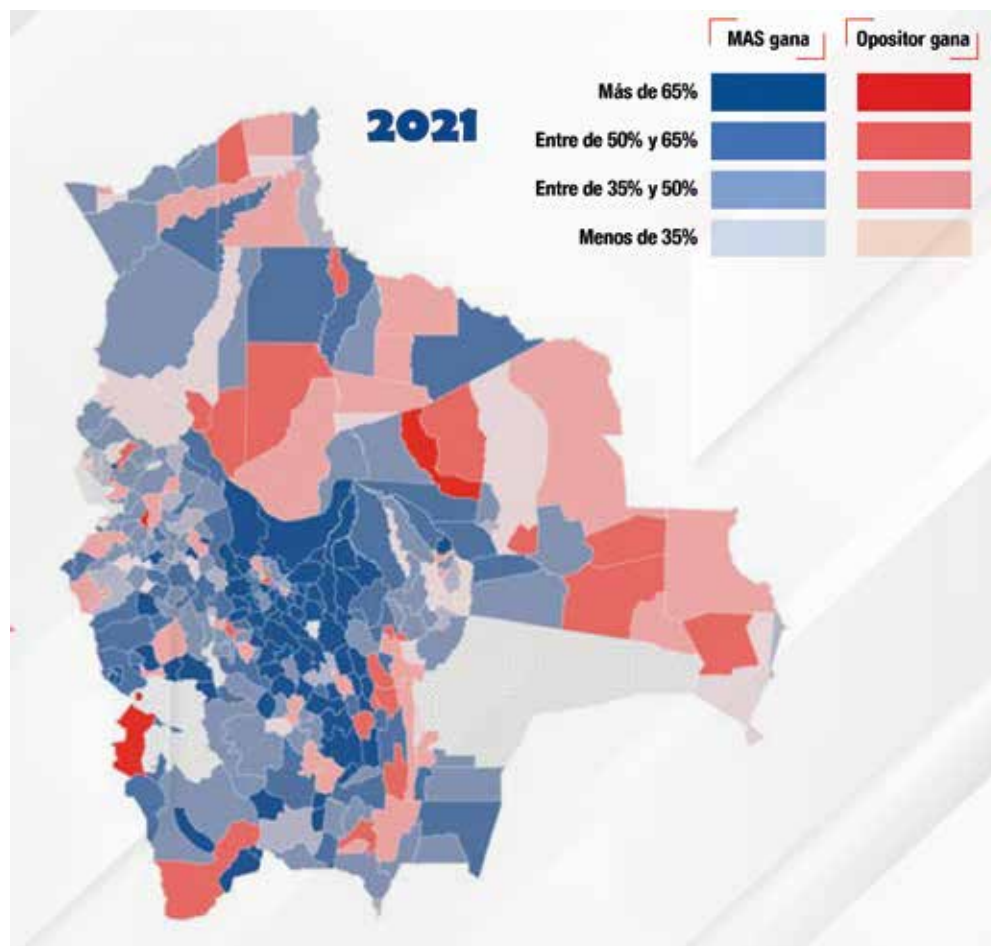 MAS gana
Opositor gana
2021
Más de 65%
Entre de 50% y 65%
Entre de 35% y 50%
Menos de 35%